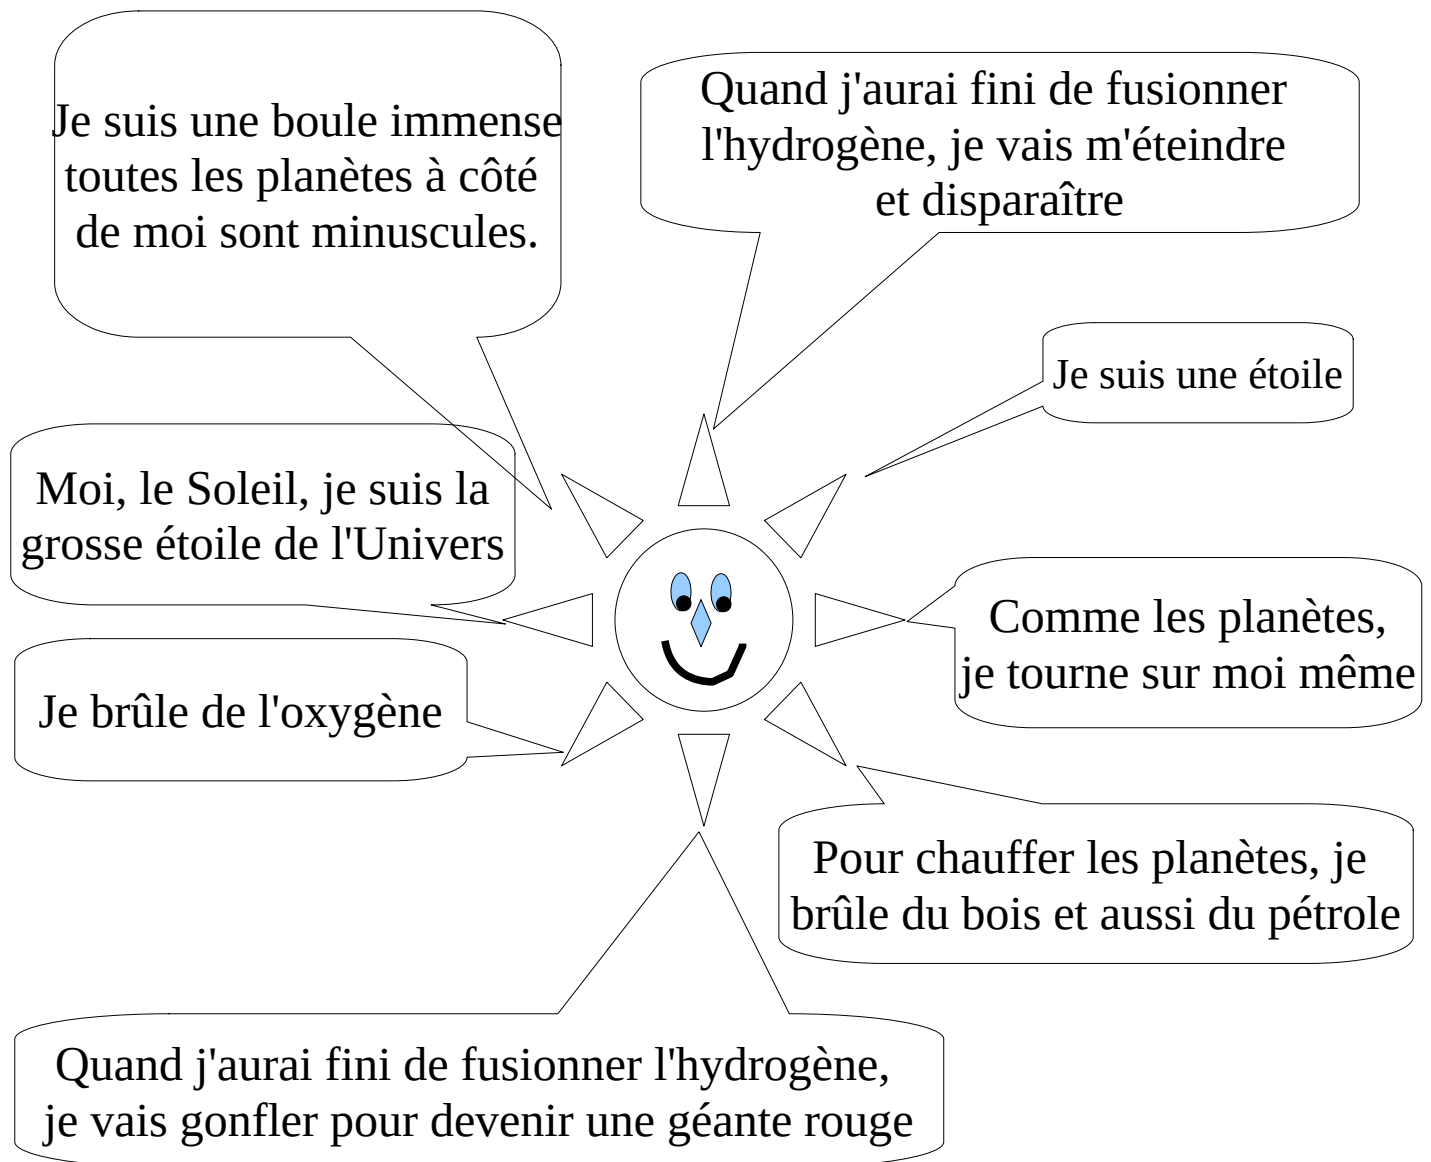 Je suis une boule immense
toutes les planètes à côté
de moi sont minuscules.
Quand j'aurai fini de fusionner
l'hydrogène, je vais m'éteindre
et disparaître
Je suis une étoile
Moi, le Soleil, je suis la
grosse étoile de l'Univers
Comme les planètes,
je tourne sur moi même
Je brûle de l'oxygène
Pour chauffer les planètes, je
brûle du bois et aussi du pétrole
Quand j'aurai fini de fusionner l'hydrogène,
je vais gonfler pour devenir une géante rouge